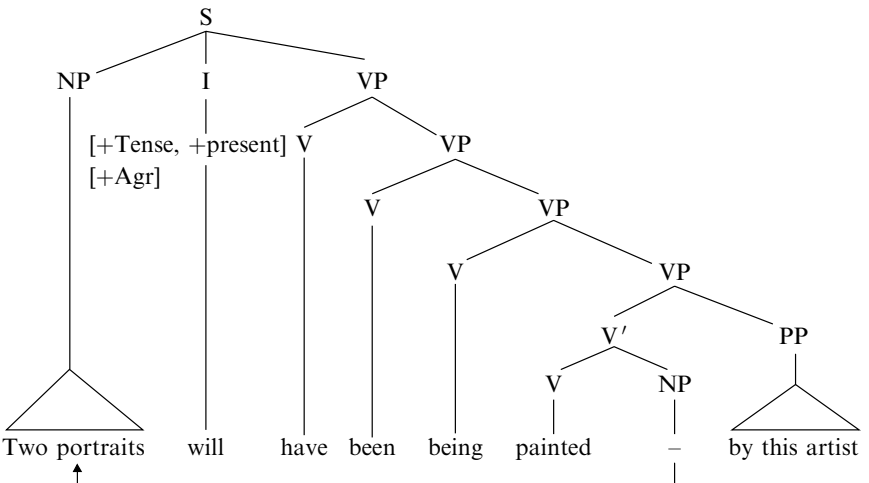 S
NP I VP
[+Tense, +present] V VP
[+Agr]
V VP
V VP
V′ PP
V NP
Two portraits will have been being painted – by this artist